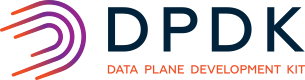 DPDK
DATA PLANE DEVELOPMENT KIT